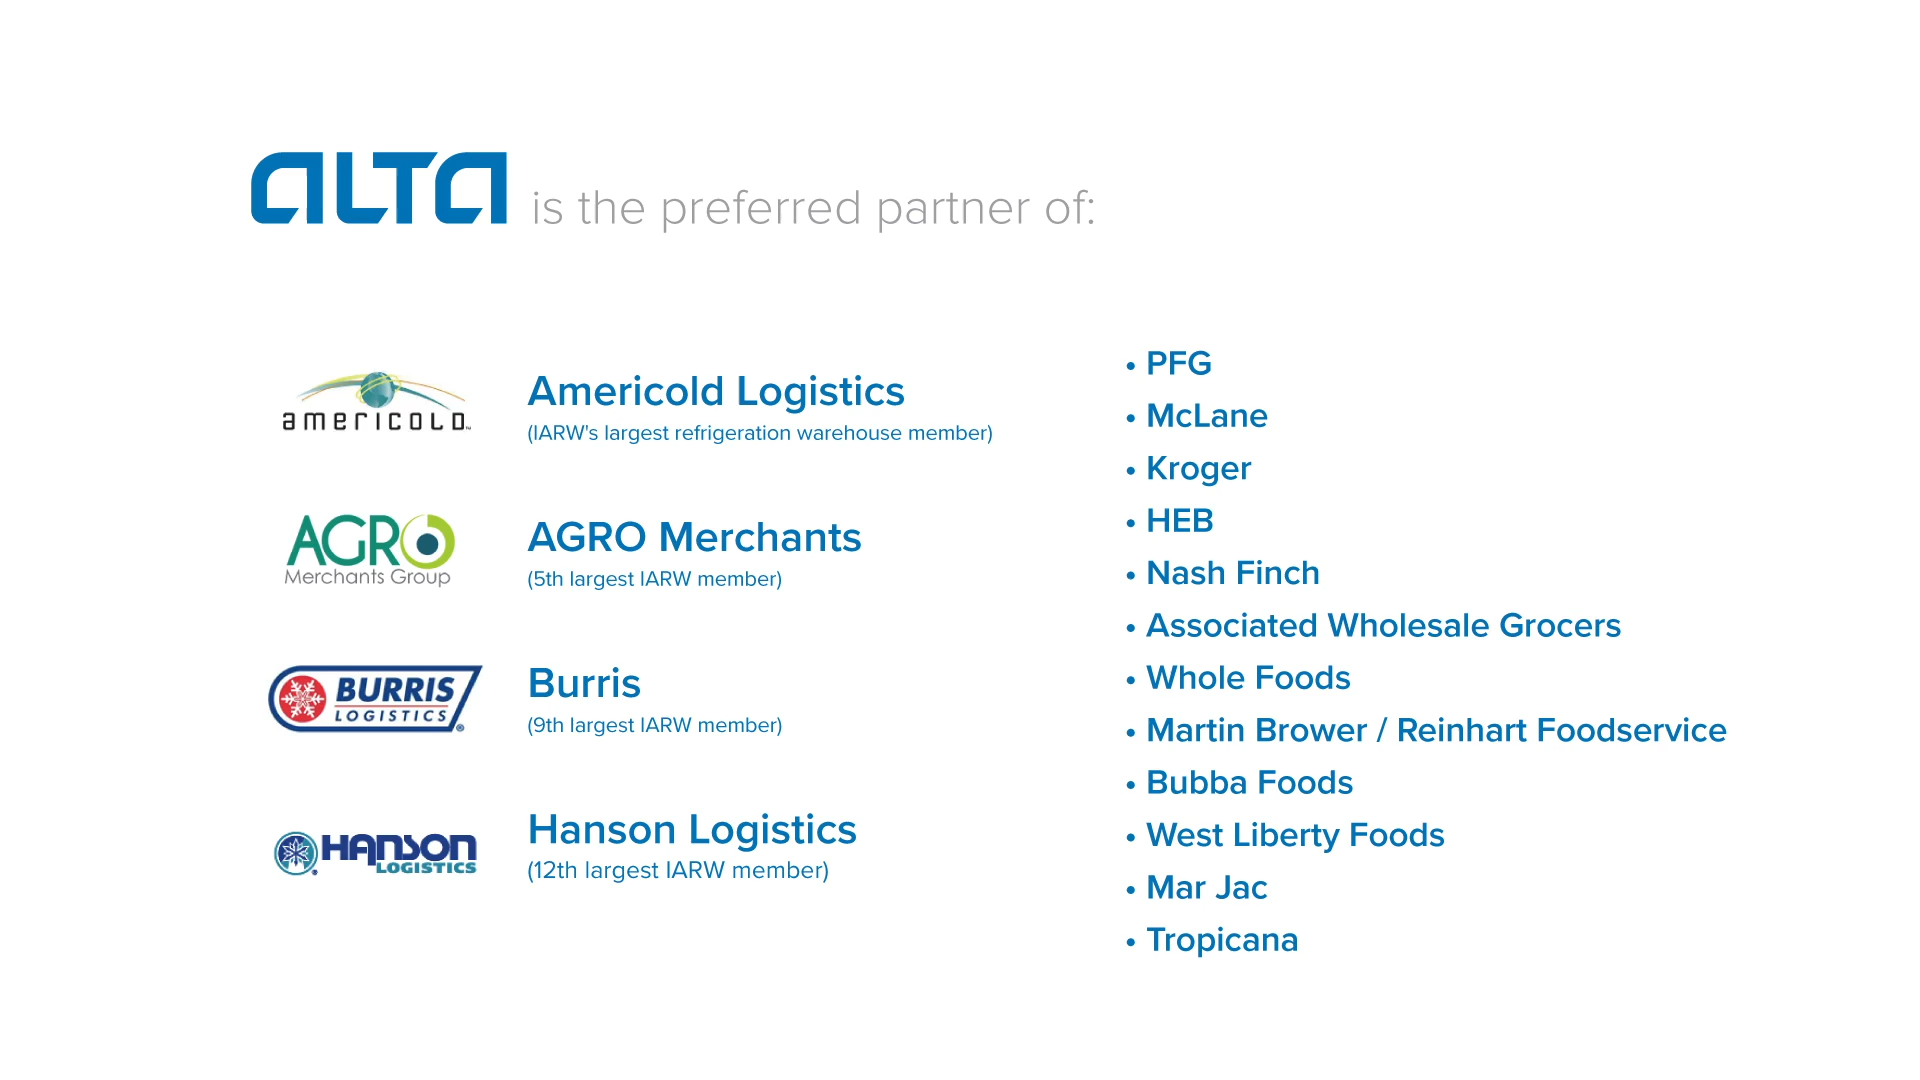 ALTA is the preferred partner of:
americold™
Americold Logistics
(IARW's largest refrigeration warehouse member)
AGRO
Merchants Group
AGRO Merchants
(5th largest IARW member)
BURRIS
LOGISTICS®
Burris
(9th largest IARW member)
HANSON
LOGISTICS
®
Hanson Logistics
(12th largest IARW member)
• PFG
• McLane
• Kroger
• HEB
• Nash Finch
• Associated Wholesale Grocers
• Whole Foods
• Martin Brower / Reinhart Foodservice
• Bubba Foods
• West Liberty Foods
• Mar Jac
• Tropicana